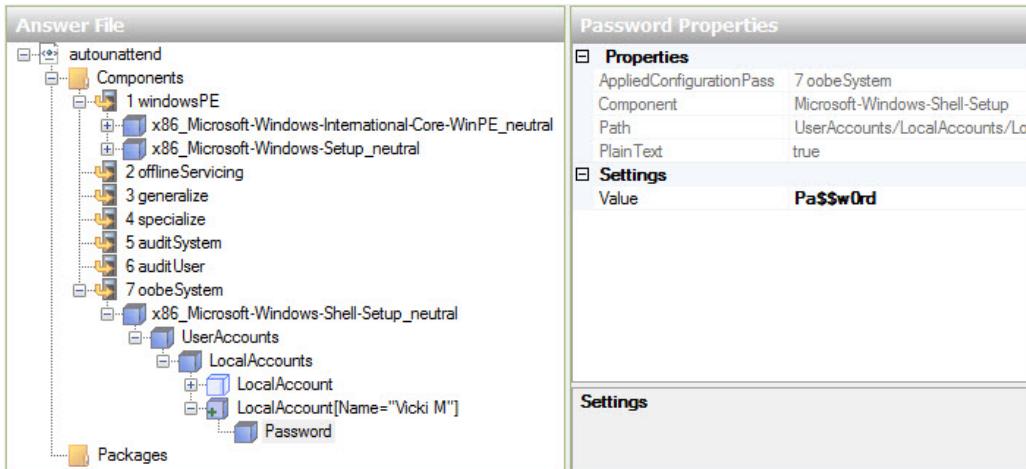 Answer File
autounattend
Components
1 windowsPE
x86_Microsoft-Windows-International-Core-WinPE_neutral
x86_Microsoft-Windows-Setup_neutral
2 offlineServicing
3 generalize
4 specialize
5 auditSystem
6 auditUser
7 oobeSystem
x86_Microsoft-Windows-Shell-Setup_neutral
UserAccounts
LocalAccounts
LocalAccount
LocalAccount[Name="Vicki M"]
Password
Packages
Password Properties
Properties
AppliedConfigurationPass 7 oobeSystem
Component Microsoft-Windows-Shell-Setup
Path UserAccounts/LocalAccounts/Lo
PlainText true
Settings
Value Pa$$w0rd
Settings